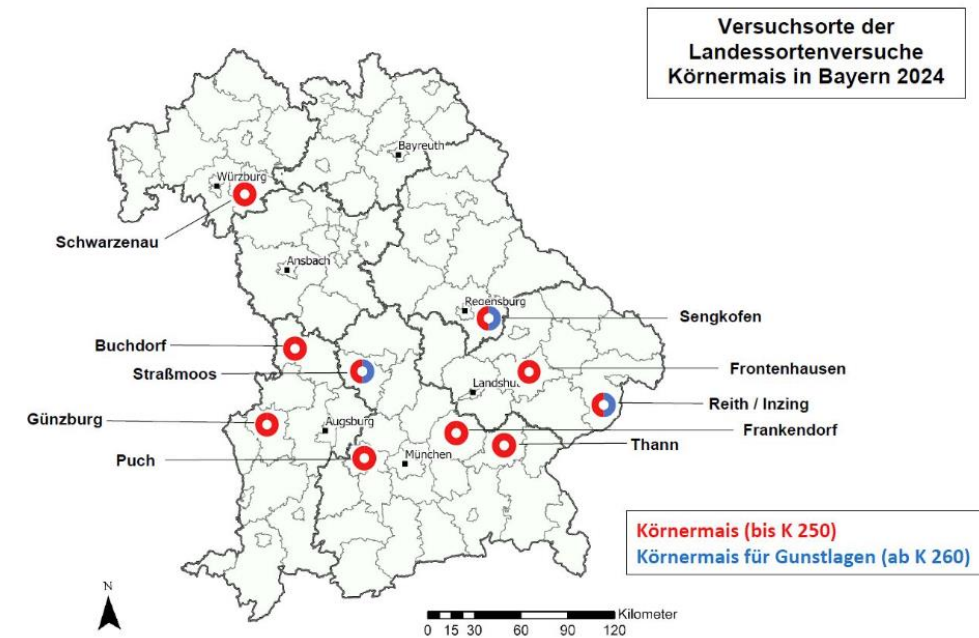 Versuchsorte der
Landessortenversuche
Körnermais in Bayern 2024
Bayreuth
Würzburg
Schwarzenau
Ansbach
Regensburg
Sengkofen
Buchdorf
Straßmoos
Frontenhausen
Landshut
Reith / Inzing
Günzburg
Augsburg
Frankendorf
Thann
Puch
München
Körnermais (bis K 250)
Körnermais für Gunstlagen (ab K 260)
N
Kilometer
0 15 30 60 90 120